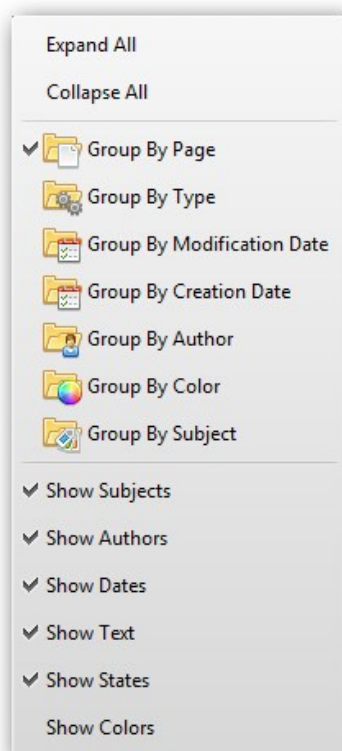 Expand All
Collapse All
Group By Page
Group By Type
Group By Modification Date
Group By Creation Date
Group By Author
Group By Color
Group By Subject
Show Subjects
Show Authors
Show Dates
Show Text
Show States
Show Colors